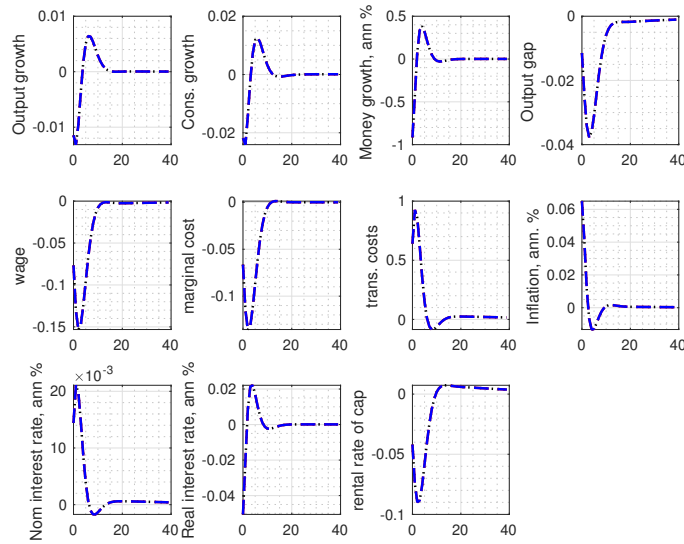 Output growth
0.01
0
-0.01
0 20 40
Cons. growth
0.02
0
-0.02
0 20 40
Money growth, ann %
0.5
0
-0.5
-1
0 20 40
Output gap
0
-0.02
-0.04
0 20 40
wage
0
-0.05
-0.1
-0.15
0 20 40
marginal cost
0
-0.05
-0.1
0 20 40
trans. costs
1
0.5
0
0 20 40
Inflation, ann. %
0.06
0.04
0.02
0
0 20 40
Nom interest rate, ann %
×10⁻³
20
10
0
0 20 40
Real interest rate, ann %
0.02
0
-0.02
-0.04
0 20 40
rental rate of cap
0
-0.05
-0.1
0 20 40